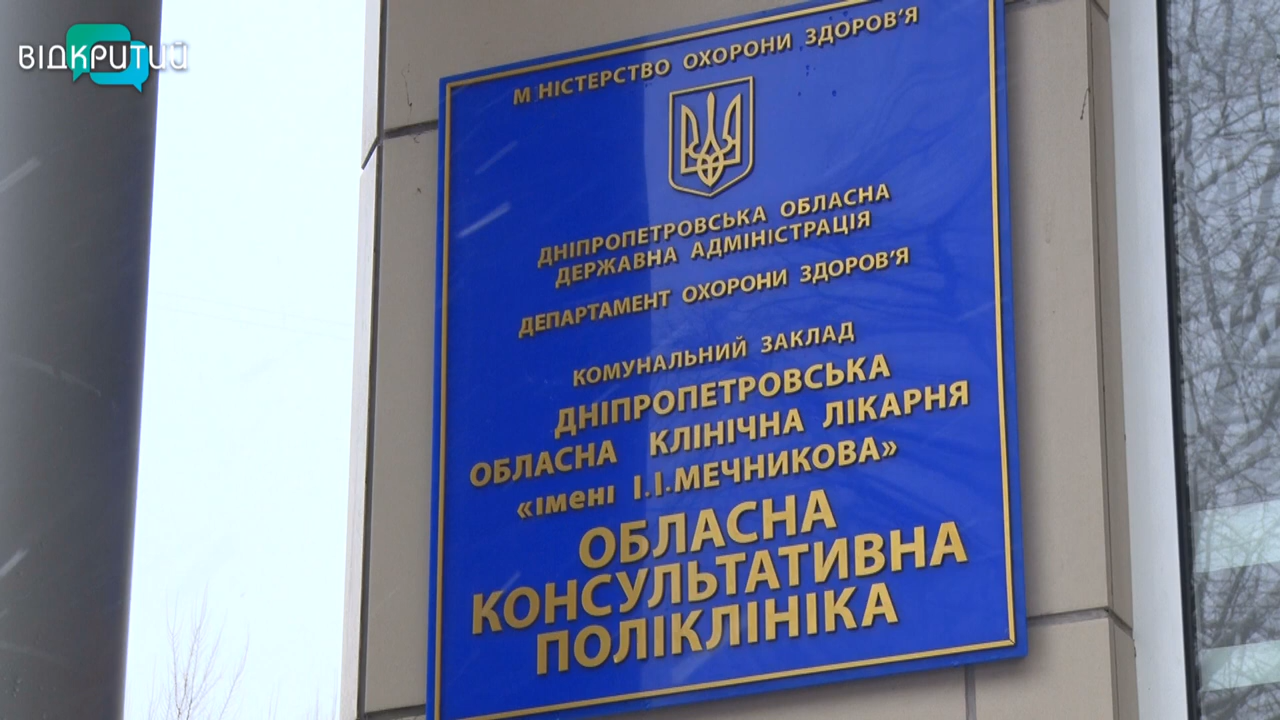 ВІДКРИТИЙ
М НІСТЕРСТВО ОХОРОНИ ЗДОРОВ'Я
ДНІПРОПЕТРОВСЬКА ОБЛАСНА
ДЕРЖАВНА АДМІНІСТРАЦІЯ
ДЕПАРТАМЕНТ ОХОРОНИ ЗДОРОВ'Я
КОМУНАЛЬНИЙ ЗАКЛАД
ДНІПРОПЕТРОВСЬКА
ОБЛАСНА КЛІНІЧНА ЛІКАРНЯ
«імені І.І.МЕЧНИКОВА»
ОБЛАСНА
КОНСУЛЬТАТИВНА
ПОЛІКЛІНІКА